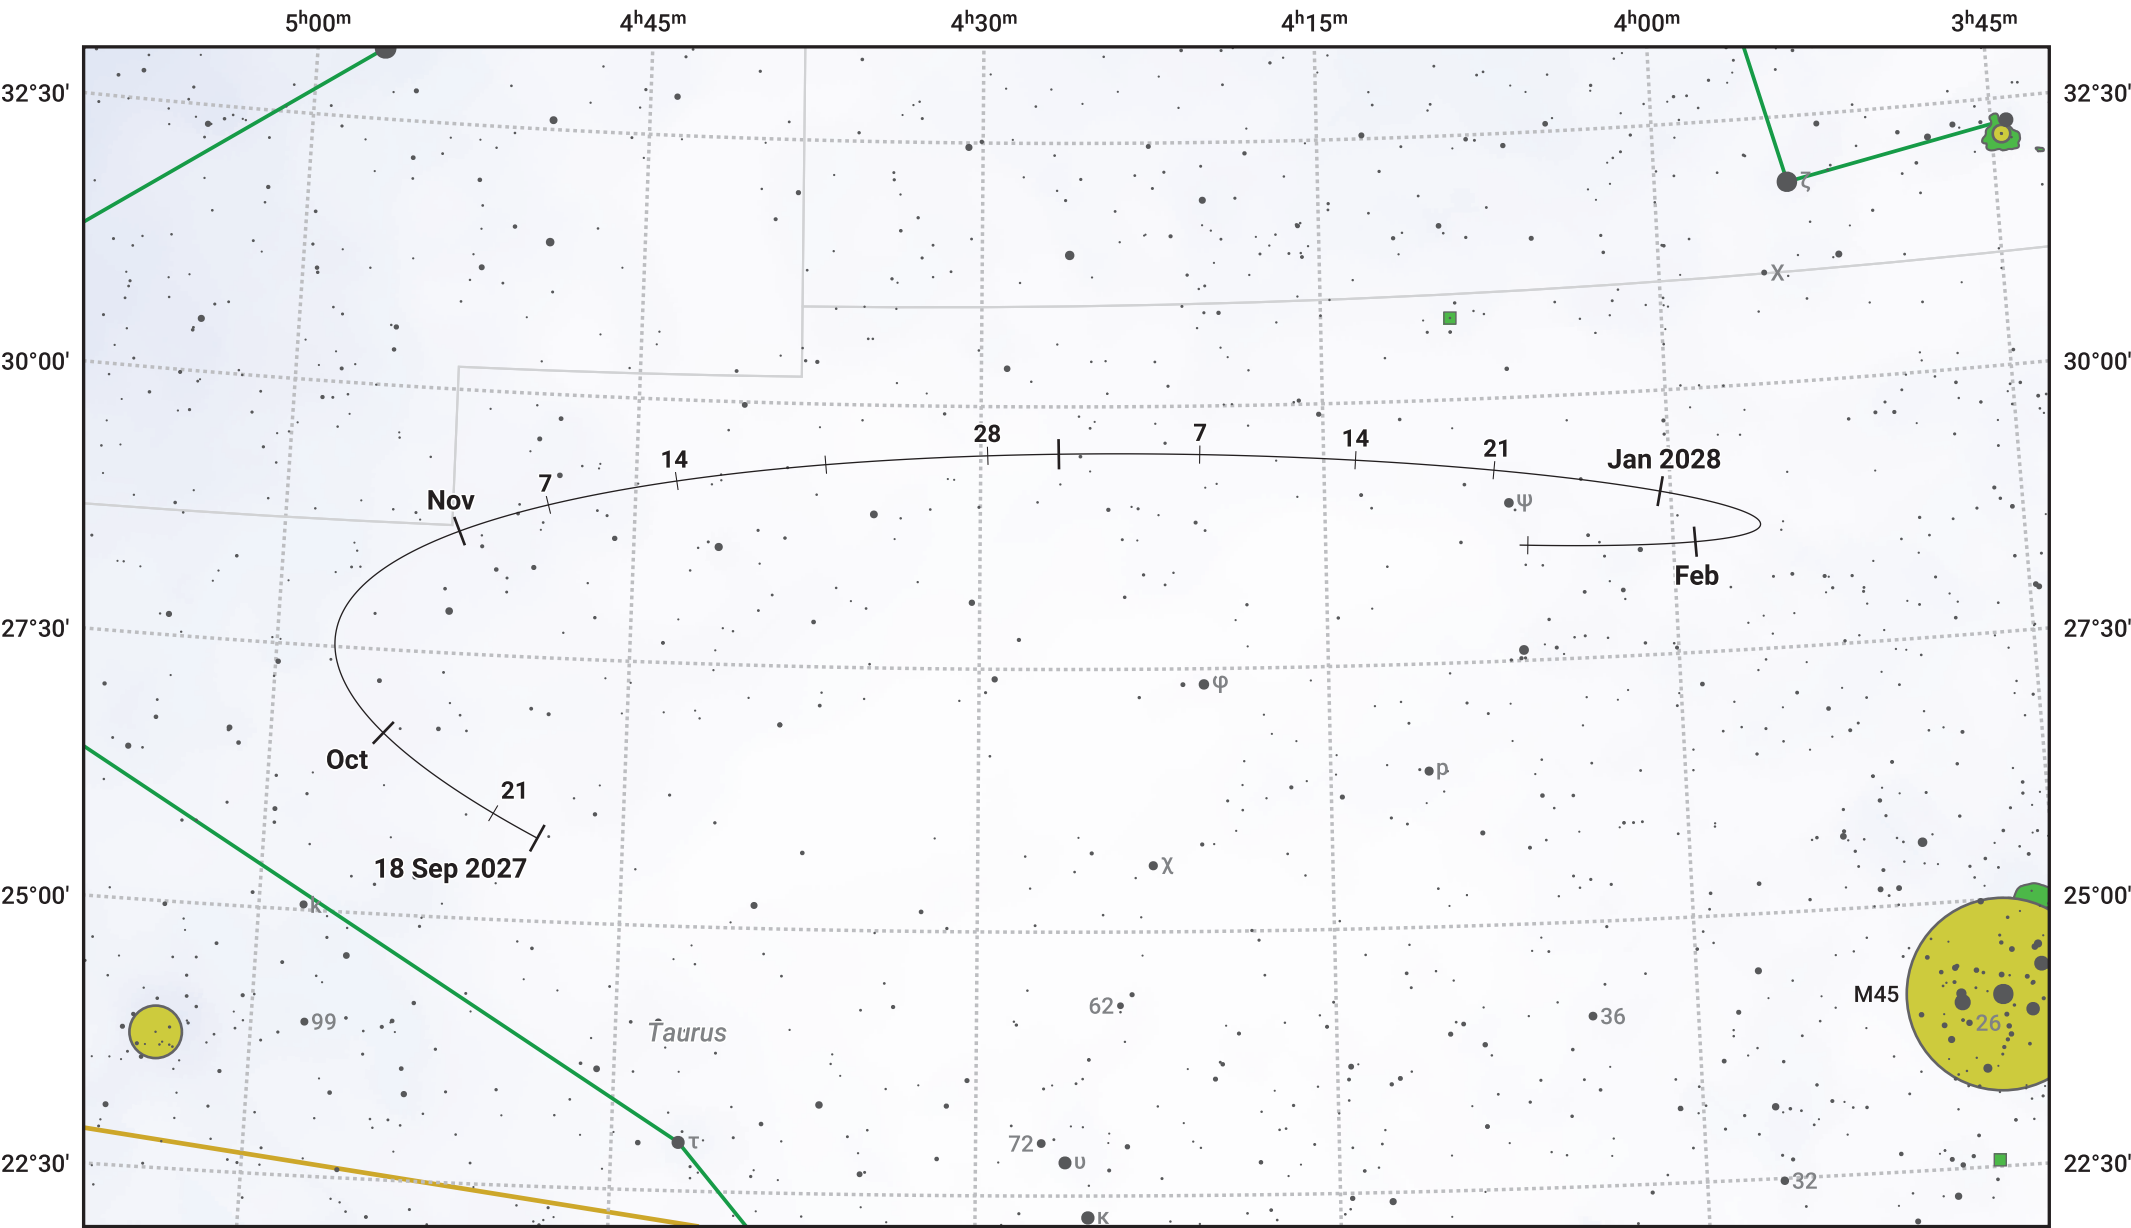 5ʰ00ᵐ 4ʰ45ᵐ 4ʰ30ᵐ 4ʰ15ᵐ 4ʰ00ᵐ 3ʰ45ᵐ
32°30' 32°30'
ζ
χ
30°00' 30°00'
28 7 14 21
14 Jan 2028
7
Nov ψ
Feb
27°30' 27°30'
φ
Oct p
21
18 Sep 2027 χ
25°00' k 25°00'
M45
62 36 26
99 Taurus
72 τ
υ
22°30' 22°30'
32
κ